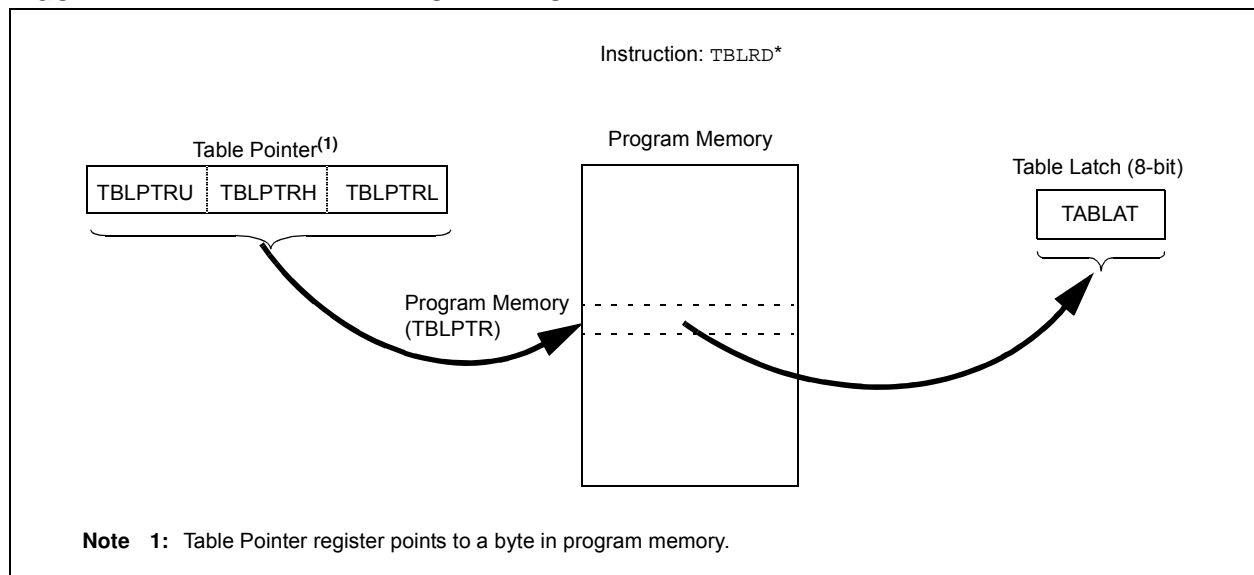 Instruction: TBLRD*
Table Pointer(1)
TBLPTRU TBLPTRH TBLPTRL
Program Memory
Table Latch (8-bit)
TABLAT
Program Memory
(TBLPTR)
Note 1: Table Pointer register points to a byte in program memory.